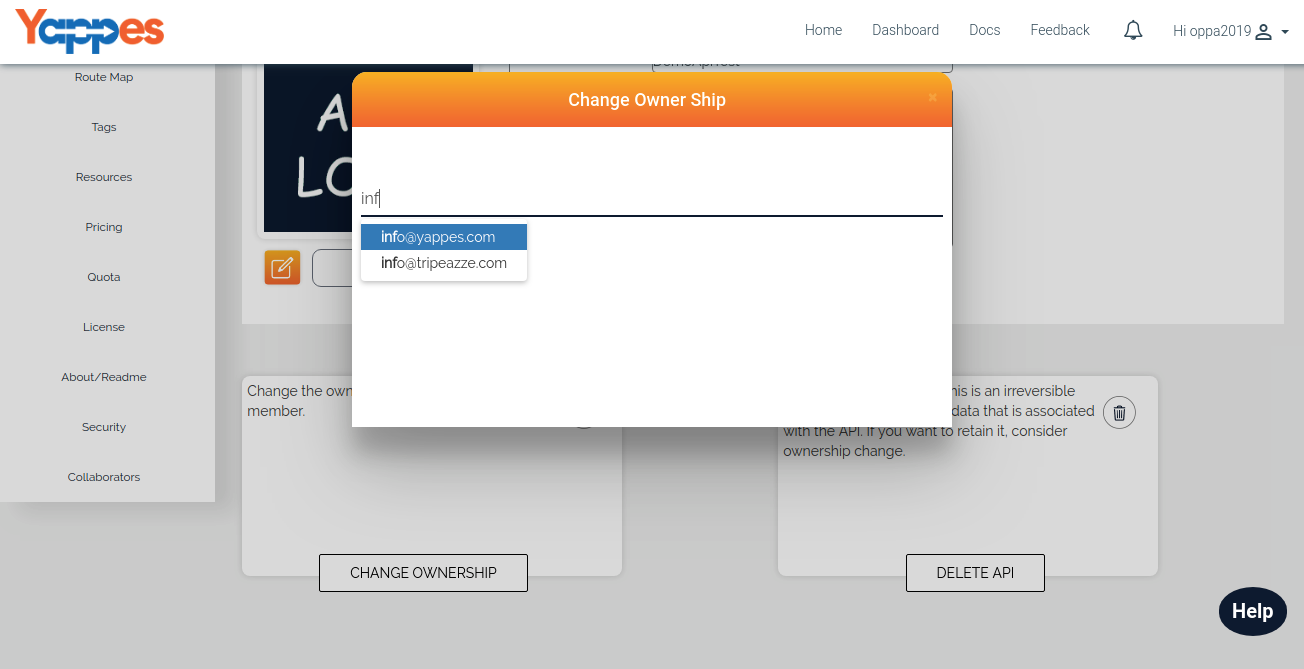 Yappes
Home Dashboard Docs Feedback Hi oppa2019
Route Map
Tags
Resources
Pricing
Quota
License
About/Readme
Security
Collaborators
Change Owner Ship
inf
info@yappes.com
info@tripeazze.com
A
LO
Change the own
member.
his is an irreversible
data that is associated
with the API. If you want to retain it, consider
ownership change.
CHANGE OWNERSHIP
DELETE API
Help